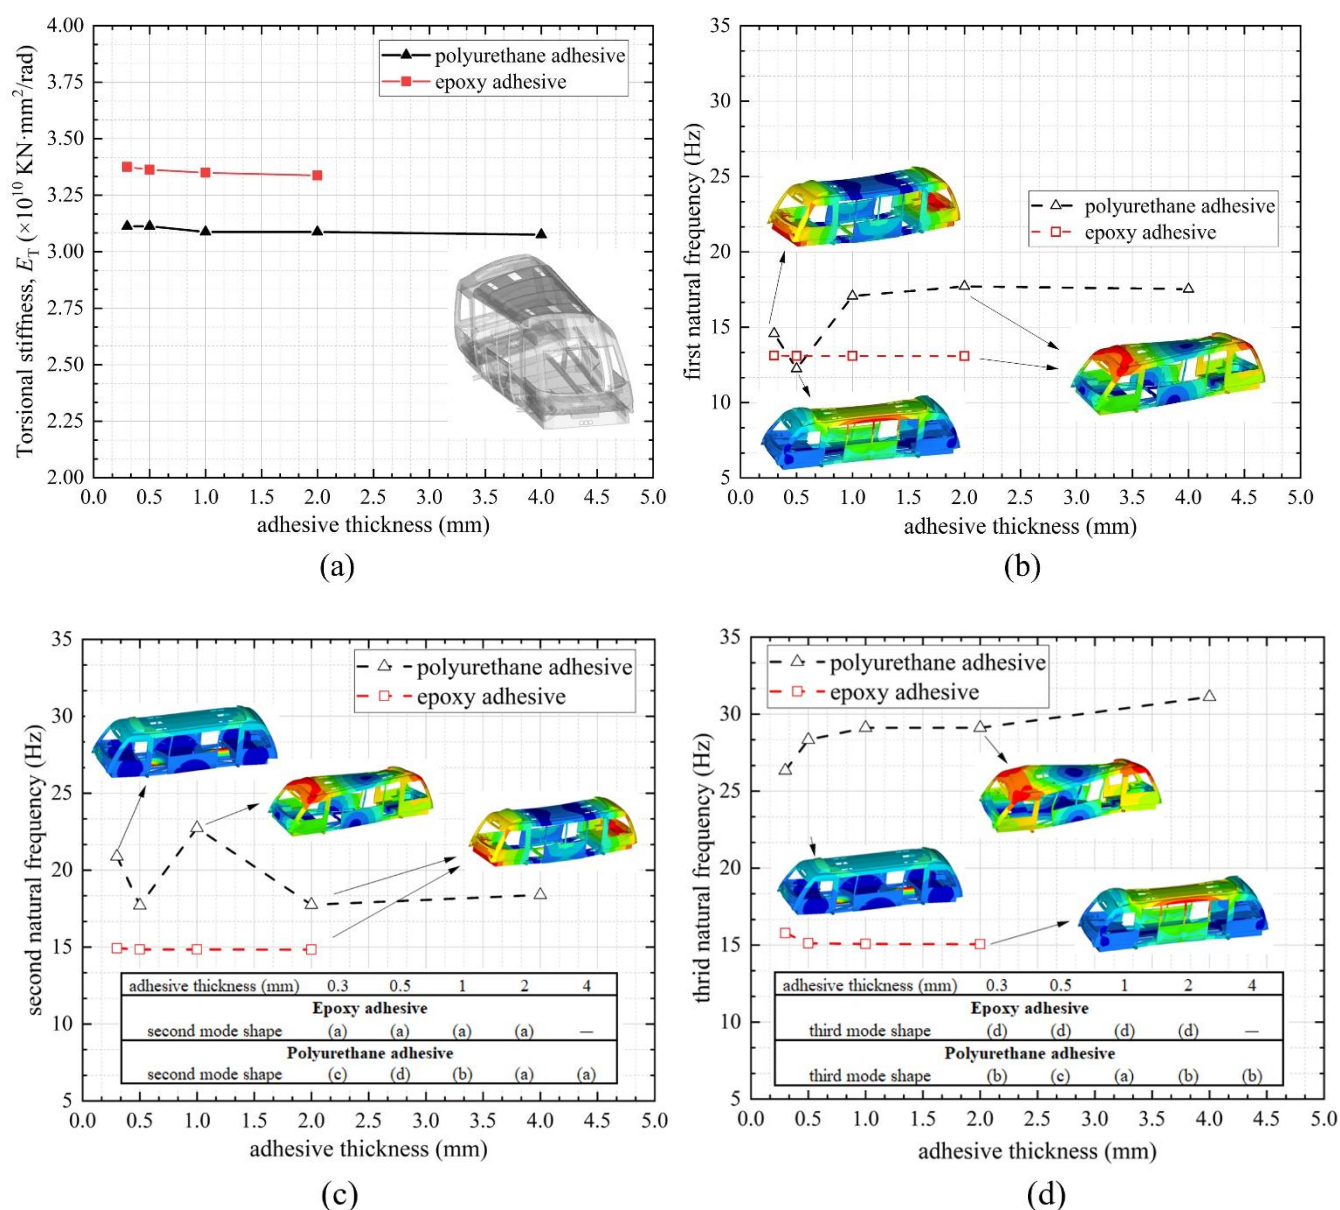 4.00
3.75
3.50
3.25
3.00
2.75
2.50
2.25
2.00
Torsional stiffness, E_T (×10^10 KN·mm^2/rad)
polyurethane adhesive
epoxy adhesive
0.0 0.5 1.0 2.0 3.0 3.5 4.0 4.5 5.0
adhesive thickness (mm)
(a)
35
30
25
20
15
10
5
first natural frequency (Hz)
polyurethane adhesive
epoxy adhesive
0.0 0.5 1.0 2.0 3.0 3.5 4.0 4.5 5.0
adhesive thickness (mm)
(b)
35
30
25
20
15
10
5
second natural frequency (Hz)
polyurethane adhesive
epoxy adhesive
adhesive thickness (mm) 0.3 0.5 1 2 4
Epoxy adhesive
second mode shape (a) (a) (a) (a) —
Polyurethane adhesive
second mode shape (c) (d) (b) (a) (a)
0.0 0.5 1.0 1.5 2.0 2.5 3.0 3.5 4.0 4.5 5.0
adhesive thickness (mm)
(c)
35
30
25
20
15
10
5
thrid natural frequency (Hz)
polyurethane adhesive
epoxy adhesive
adhesive thickness (mm) 0.3 0.5 1 2 4
Epoxy adhesive
third mode shape (d) (d) (d) (d) —
Polyurethane adhesive
third mode shape (b) (c) (a) (b) (b)
0.0 0.5 1.0 1.5 2.0 2.5 3.0 3.5 4.0 4.5 5.0
adhesive thickness (mm)
(d)